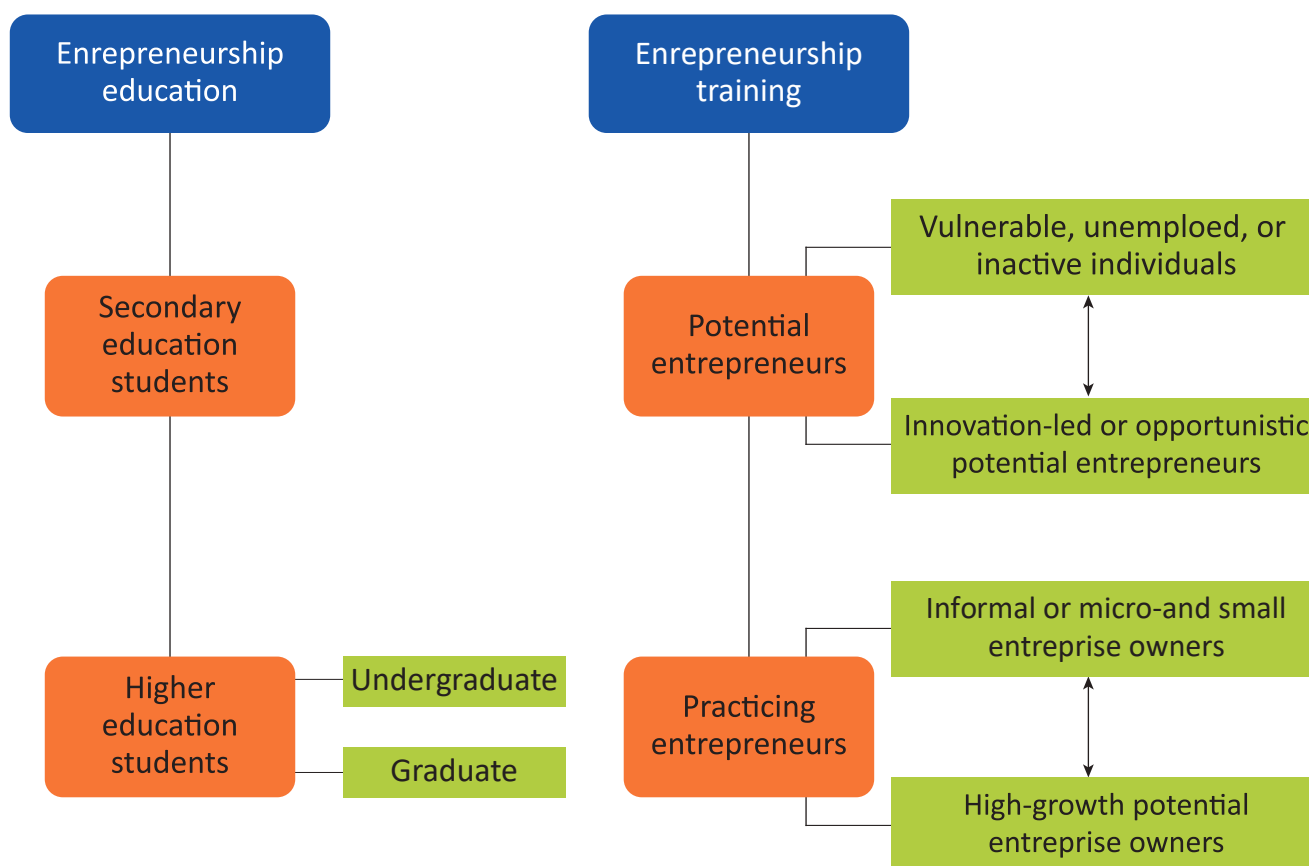 Enrepreneurship
education
Secondary
education
students
Higher
education
students
Undergraduate
Graduate
Enrepreneurship
training
Potential
entrepreneurs
Vulnerable, unemploed, or
inactive individuals
Innovation-led or opportunistic
potential entrepreneurs
Practicing
entrepreneurs
Informal or micro-and small
entreprise owners
High-growth potential
entreprise owners